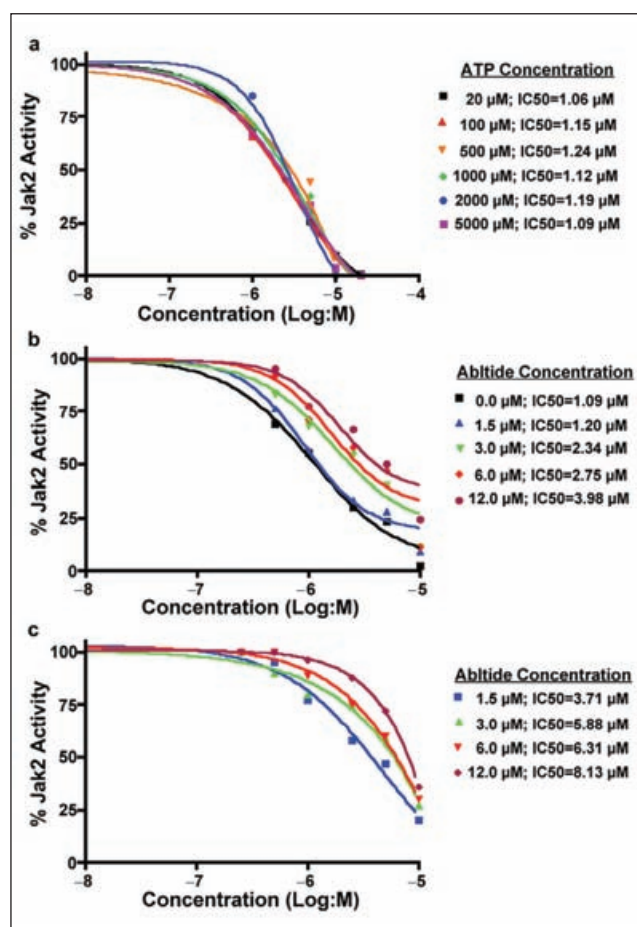 a
100
75
50
25
0
% Jak2 Activity
−8
−7
−6
−5
−4
Concentration (Log:M)
ATP Concentration
20 µM; IC50=1.06 µM
100 µM; IC50=1.15 µM
500 µM; IC50=1.24 µM
1000 µM; IC50=1.12 µM
2000 µM; IC50=1.19 µM
5000 µM; IC50=1.09 µM
b
100
75
50
25
0
% Jak2 Activity
−8
−7
−6
−5
Concentration (Log:M)
Abltide Concentration
0.0 µM; IC50=1.09 µM
1.5 µM; IC50=1.20 µM
3.0 µM; IC50=2.34 µM
6.0 µM; IC50=2.75 µM
12.0 µM; IC50=3.98 µM
c
100
75
50
25
0
% Jak2 Activity
−8
−7
−6
−5
Concentration (Log:M)
Abltide Concentration
1.5 µM; IC50=3.71 µM
3.0 µM; IC50=5.88 µM
6.0 µM; IC50=6.31 µM
12.0 µM; IC50=8.13 µM